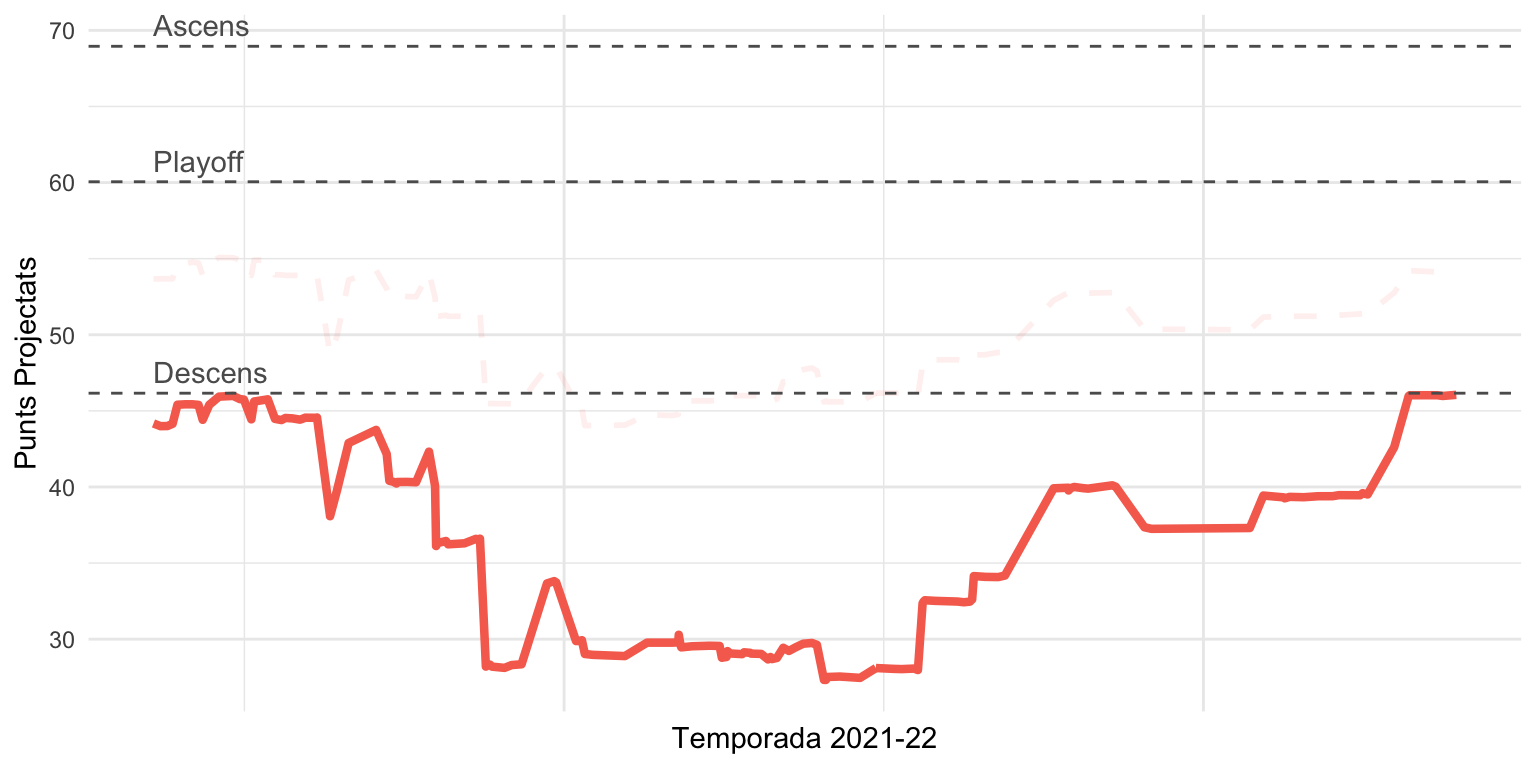 70
Ascens
Playoff
60
50
Descens
40
30
Punts Projectats
Temporada 2021-22